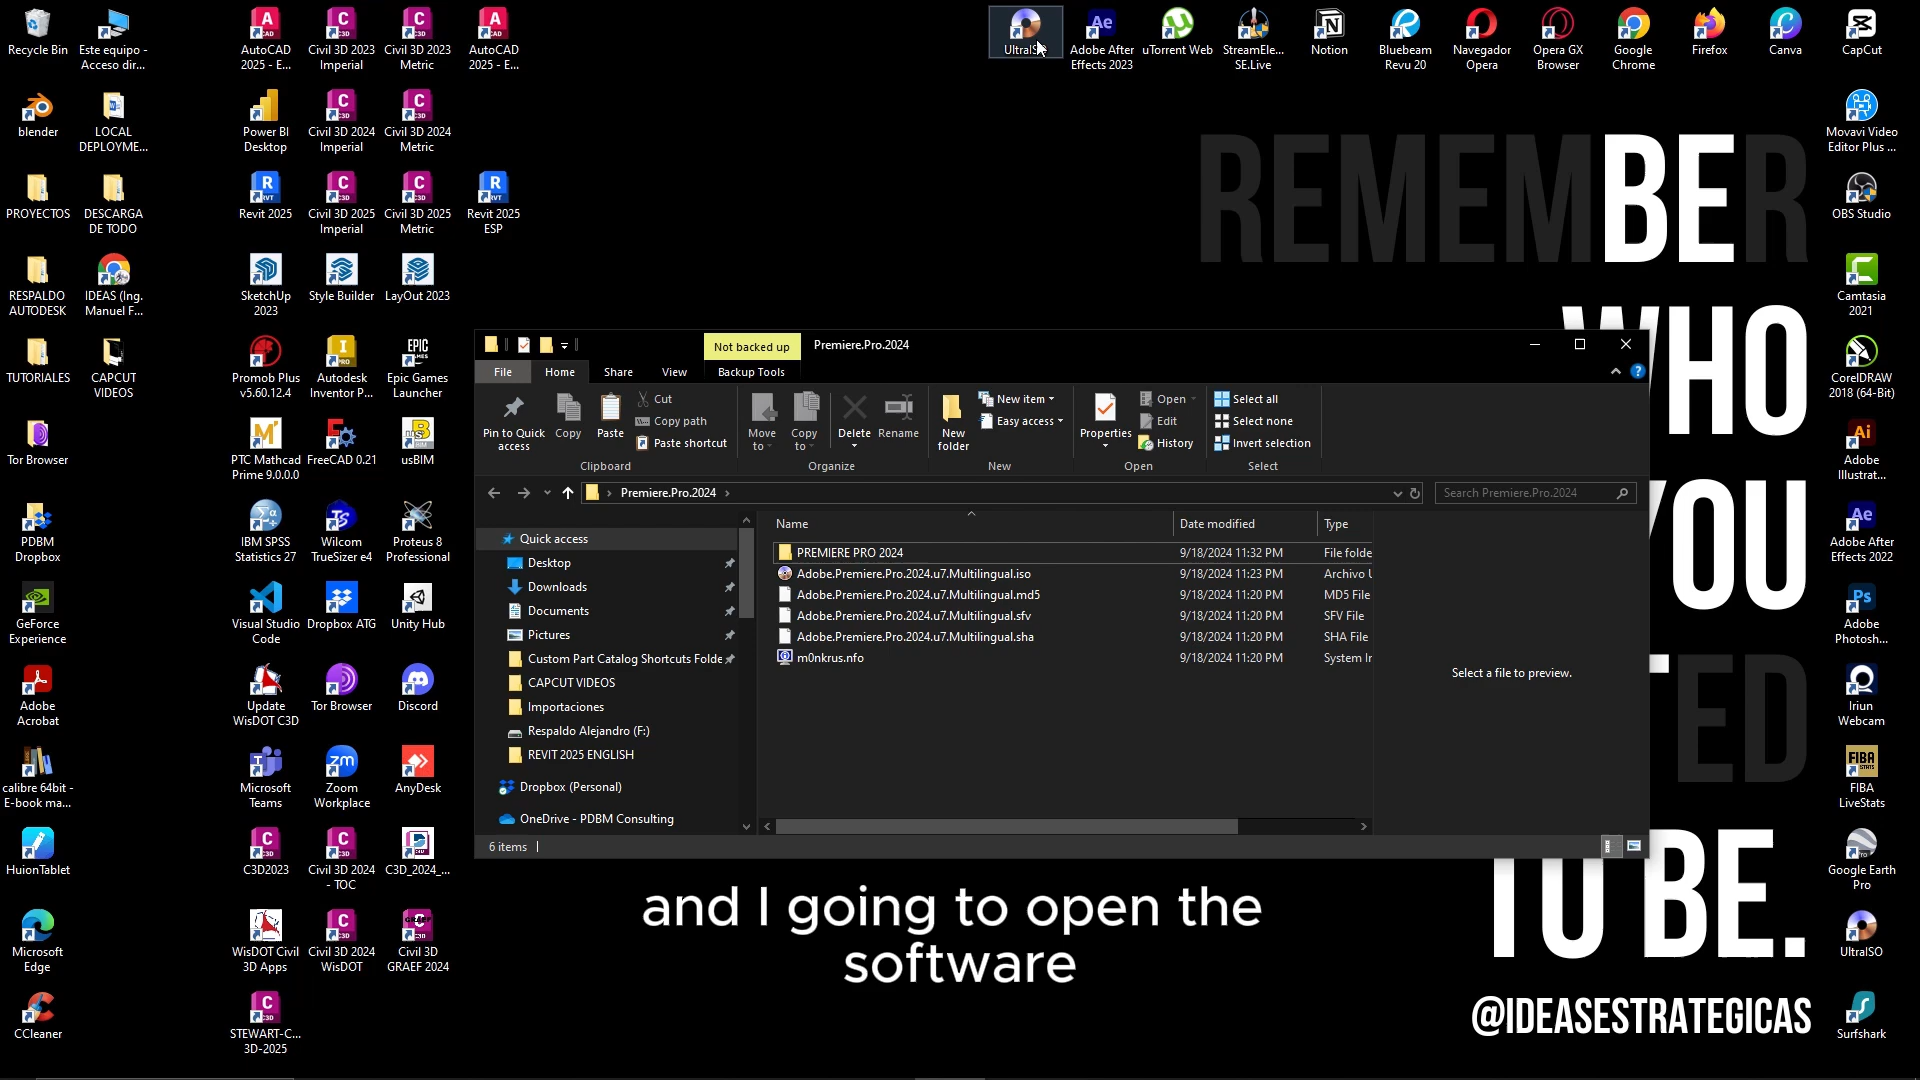 Recycle Bin
Este equipo -
Acceso dir...
AutoCAD
2025 - E...
Civil 3D 2023
Imperial
Civil 3D 2023
Metric
AutoCAD
2025 - E...
Adobe After
Effects 2023
uTorrent Web
StreamEle...
SE.Live
Notion
Bluebeam
Revu 20
Navegador
Opera
Opera GX
Browser
Google
Chrome
Firefox
Canva
CapCut
blender
LOCAL
DEPLOYME...
Power BI
Desktop
Civil 3D 2024
Imperial
Civil 3D 2024
Metric
Movavi Video
Editor Plus ...
PROYECTOS
DESCARGA
DE TODO
Revit 2025
Civil 3D 2025
Imperial
Civil 3D 2025
Metric
Revit 2025
ESP
OBS Studio
RESPALDO
AUTODESK
IDEAS (Ing.
Manuel F...
SketchUp
2023
Style Builder
LayOut 2023
Camtasia
2021
TUTORIALES
CAPCUT
VIDEOS
Promob Plus
v5.60.12.4
Autodesk
Inventor P...
Epic Games
Launcher
CorelDRAW
2018 (64-Bit)
Tor Browser
PTC Mathcad
Prime 9.0.0.0
FreeCAD 0.21
usBIM
Adobe
Illustrat...
PDBM
Dropbox
IBM SPSS
Statistics 27
Wilcom
TrueSizer e4
Proteus 8
Professional
Adobe After
Effects 2022
GeForce
Experience
Visual Studio
Code
Dropbox ATG
Unity Hub
Adobe
Photosh...
Adobe
Acrobat
Update
WisDOT C3D
Tor Browser
Discord
Iriun
Webcam
calibre 64bit -
E-book ma...
Microsoft
Teams
Zoom
Workplace
AnyDesk
FIBA
LiveStats
HuionTablet
C3D2023
Civil 3D 2024
- TOC
C3D_2024_...
Google Earth
Pro
Microsoft
Edge
WisDOT Civil
3D Apps
Civil 3D 2024
WisDOT
Civil 3D
GRAEF 2024
UltraISO
CCleaner
STEWART-C...
3D-2025
Surfshark
REMEMBER
WHO
YOU
TED
TO BE.
@IDEASESTRATEGICAS
Not backed up
Premiere.Pro.2024
File
Home
Share
View
Backup Tools
Pin to Quick
access
Copy
Paste
Cut
Copy path
Paste shortcut
Clipboard
Move
to
Copy
to
Delete
Rename
Organize
New
folder
New item
Easy access
New
Properties
Open
Edit
History
Open
Select all
Select none
Invert selection
Select
Premiere.Pro.2024
Search Premiere.Pro.2024
Quick access
Desktop
Downloads
Documents
Pictures
Custom Part Catalog Shortcuts Folde
CAPCUT VIDEOS
Importaciones
Respaldo Alejandro (F:)
REVIT 2025 ENGLISH
Dropbox (Personal)
OneDrive - PDBM Consulting
Name Date modified Type
PREMIERE PRO 2024 9/18/2024 11:32 PM File folde
Adobe.Premiere.Pro.2024.u7.Multilingual.iso 9/18/2024 11:23 PM Archivo U
Adobe.Premiere.Pro.2024.u7.Multilingual.md5 9/18/2024 11:20 PM MD5 File
Adobe.Premiere.Pro.2024.u7.Multilingual.sfv 9/18/2024 11:20 PM SFV File
Adobe.Premiere.Pro.2024.u7.Multilingual.sha 9/18/2024 11:20 PM SHA File
m0nkrus.nfo 9/18/2024 11:20 PM System Ir
Select a file to preview.
6 items
and I going to open the
software